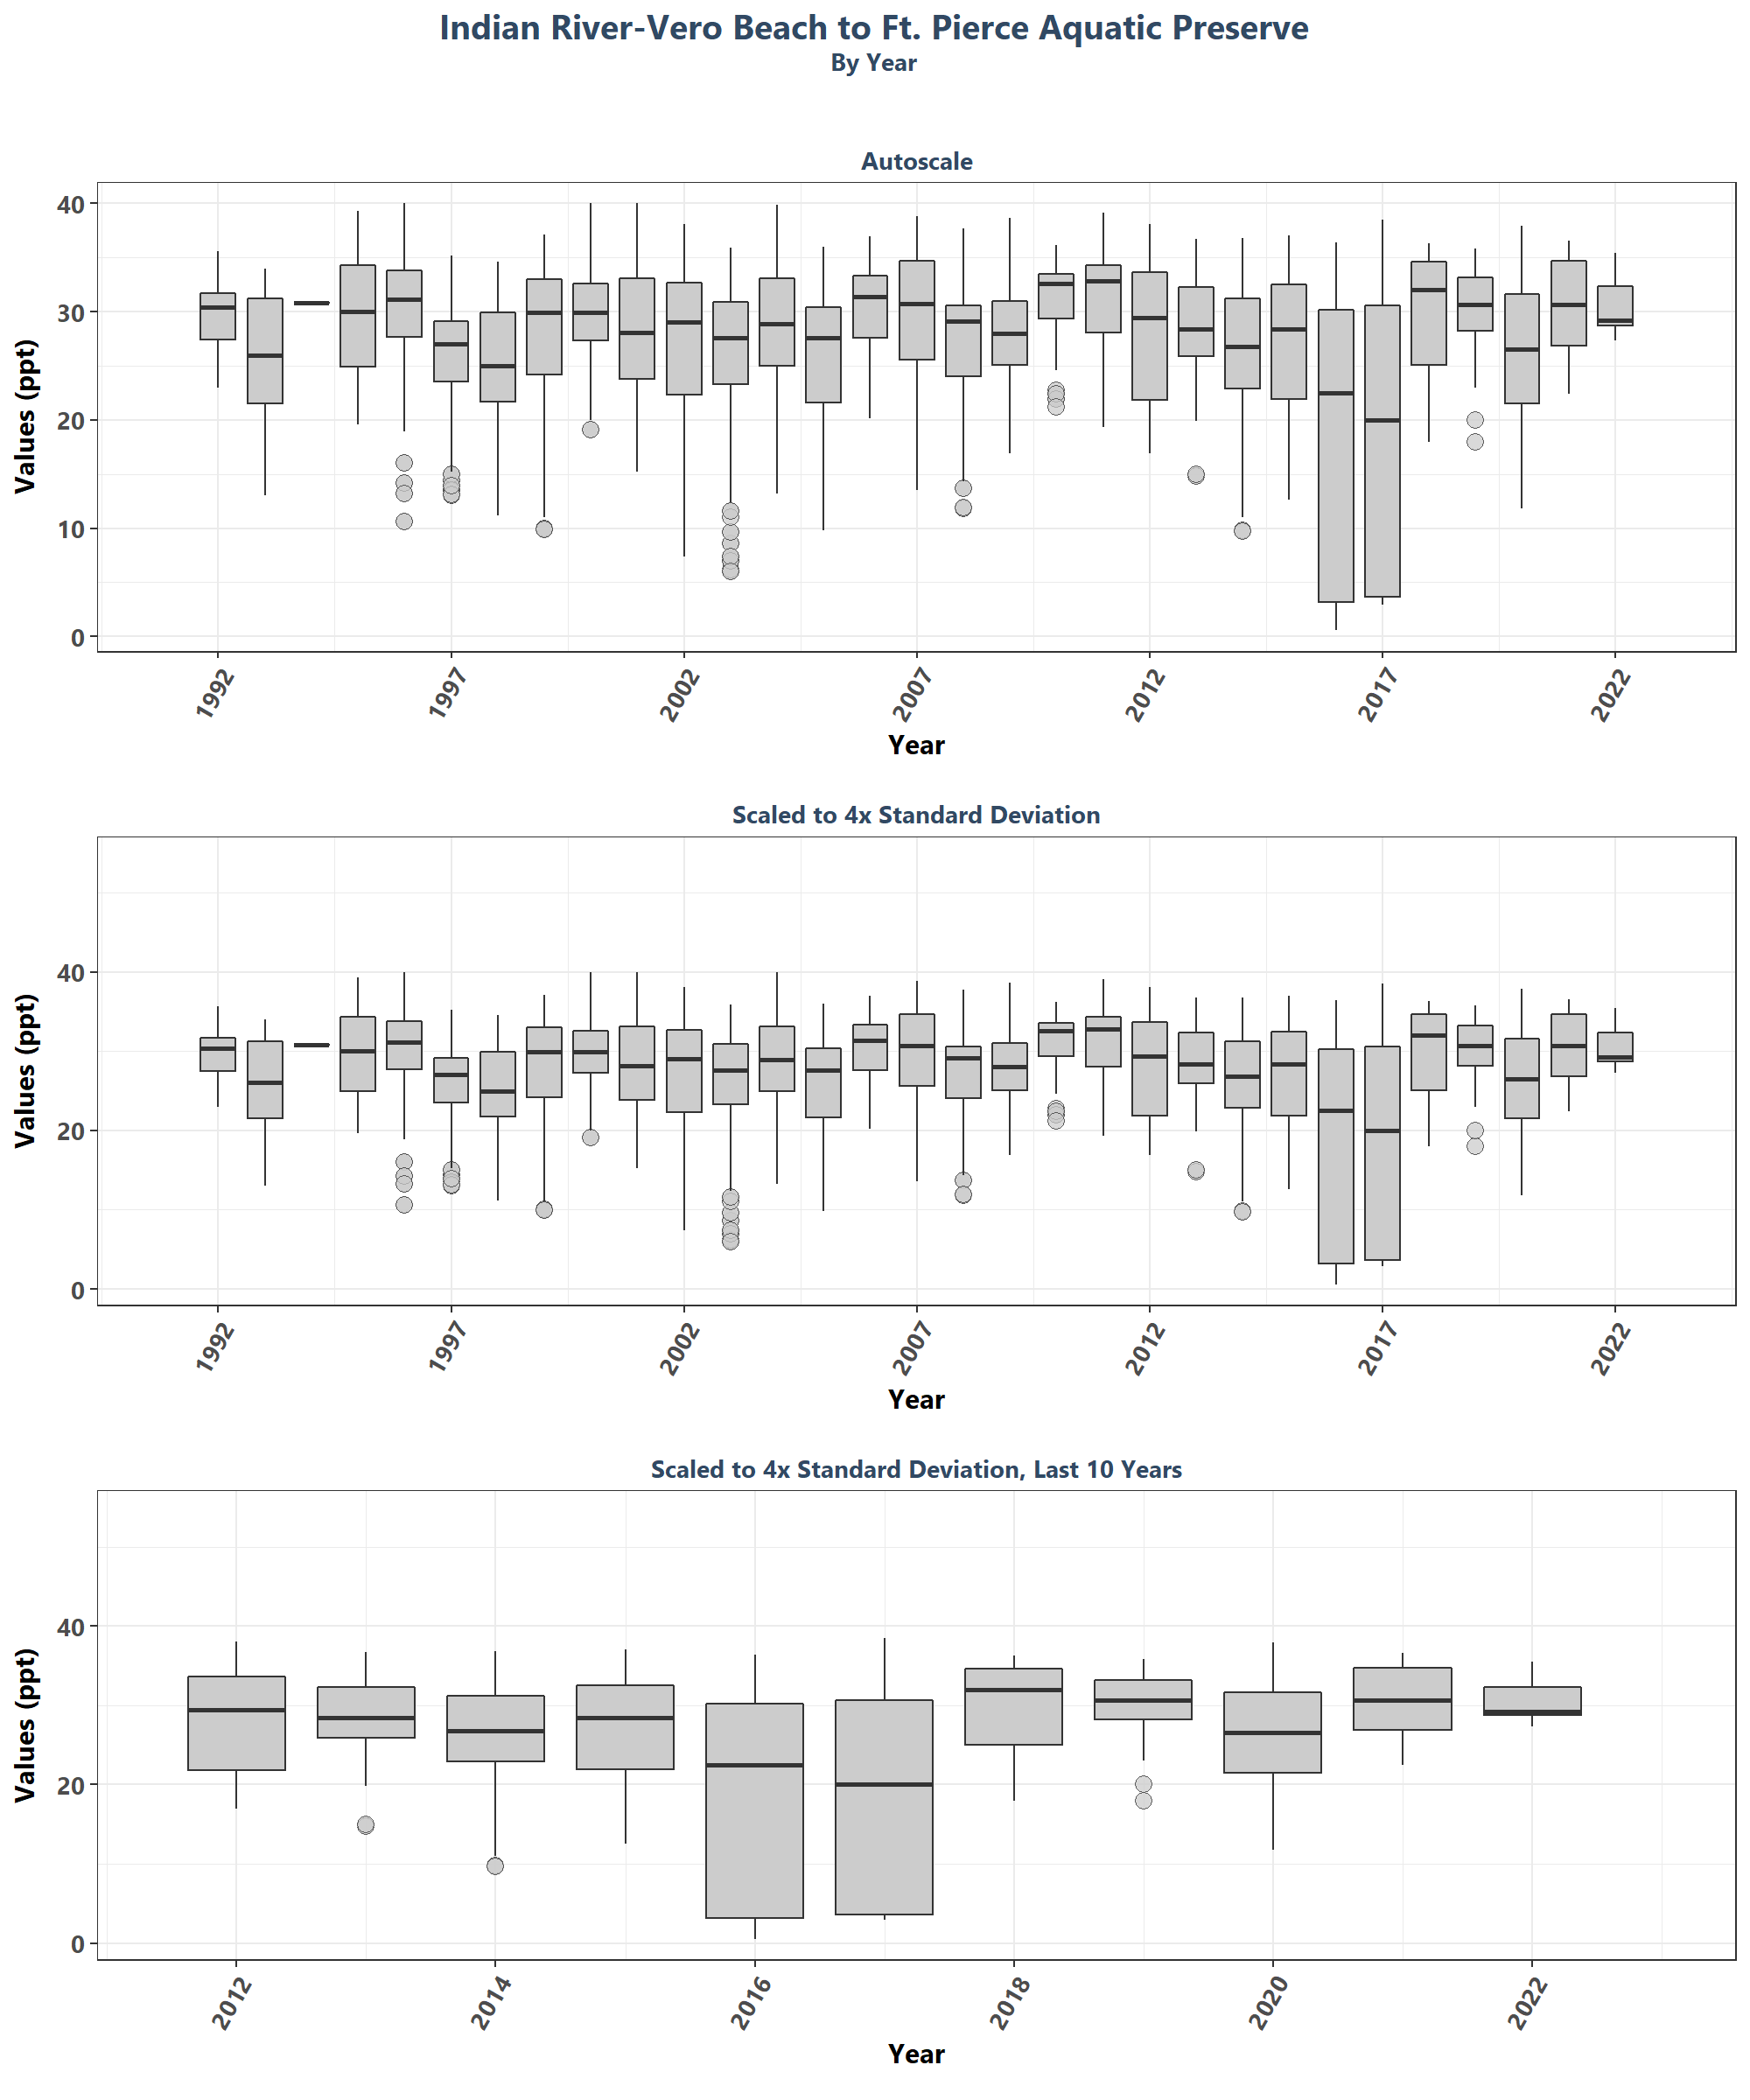 Indian River-Vero Beach to Ft. Pierce Aquatic Preserve
By Year
Autoscale
Values (ppt)
40
30
20
10
0
1992 1997 2002 2007 2012 2017 2022
Year
Scaled to 4x Standard Deviation
Values (ppt)
40
20
0
1992 1997 2002 2007 2012 2017 2022
Year
Scaled to 4x Standard Deviation, Last 10 Years
Values (ppt)
40
20
0
2012 2014 2016 2018 2020 2022
Year